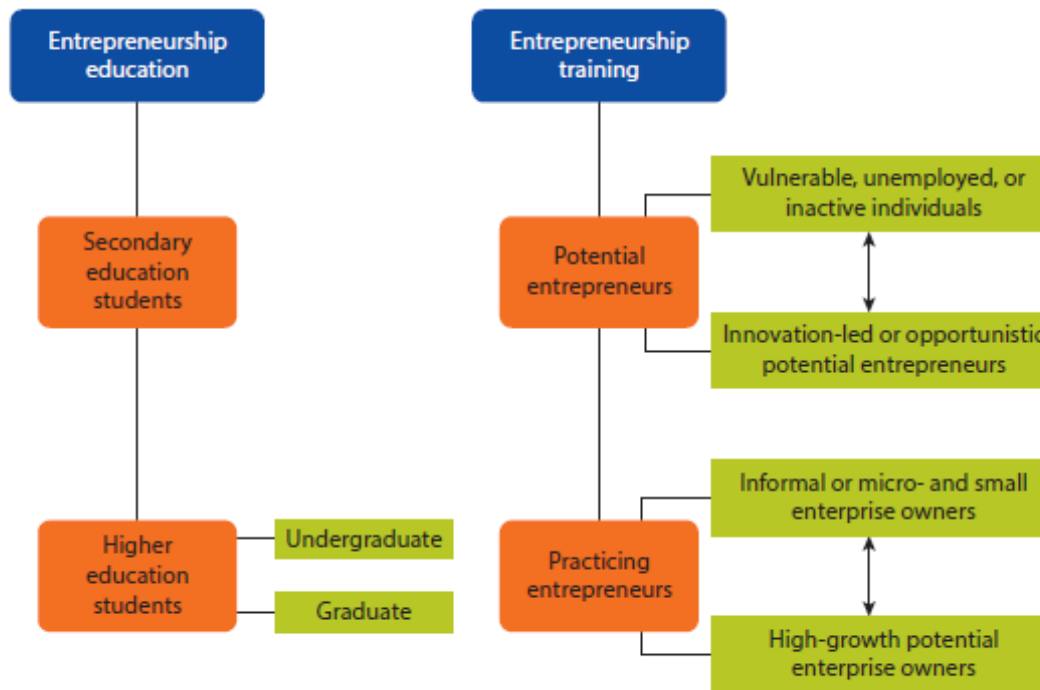 Entrepreneurship
education
Secondary
education
students
Higher
education
students
Undergraduate
Graduate
Entrepreneurship
training
Potential
entrepreneurs
Vulnerable, unemployed, or
inactive individuals
Innovation-led or opportunistic
potential entrepreneurs
Practicing
entrepreneurs
Informal or micro- and small
enterprise owners
High-growth potential
enterprise owners